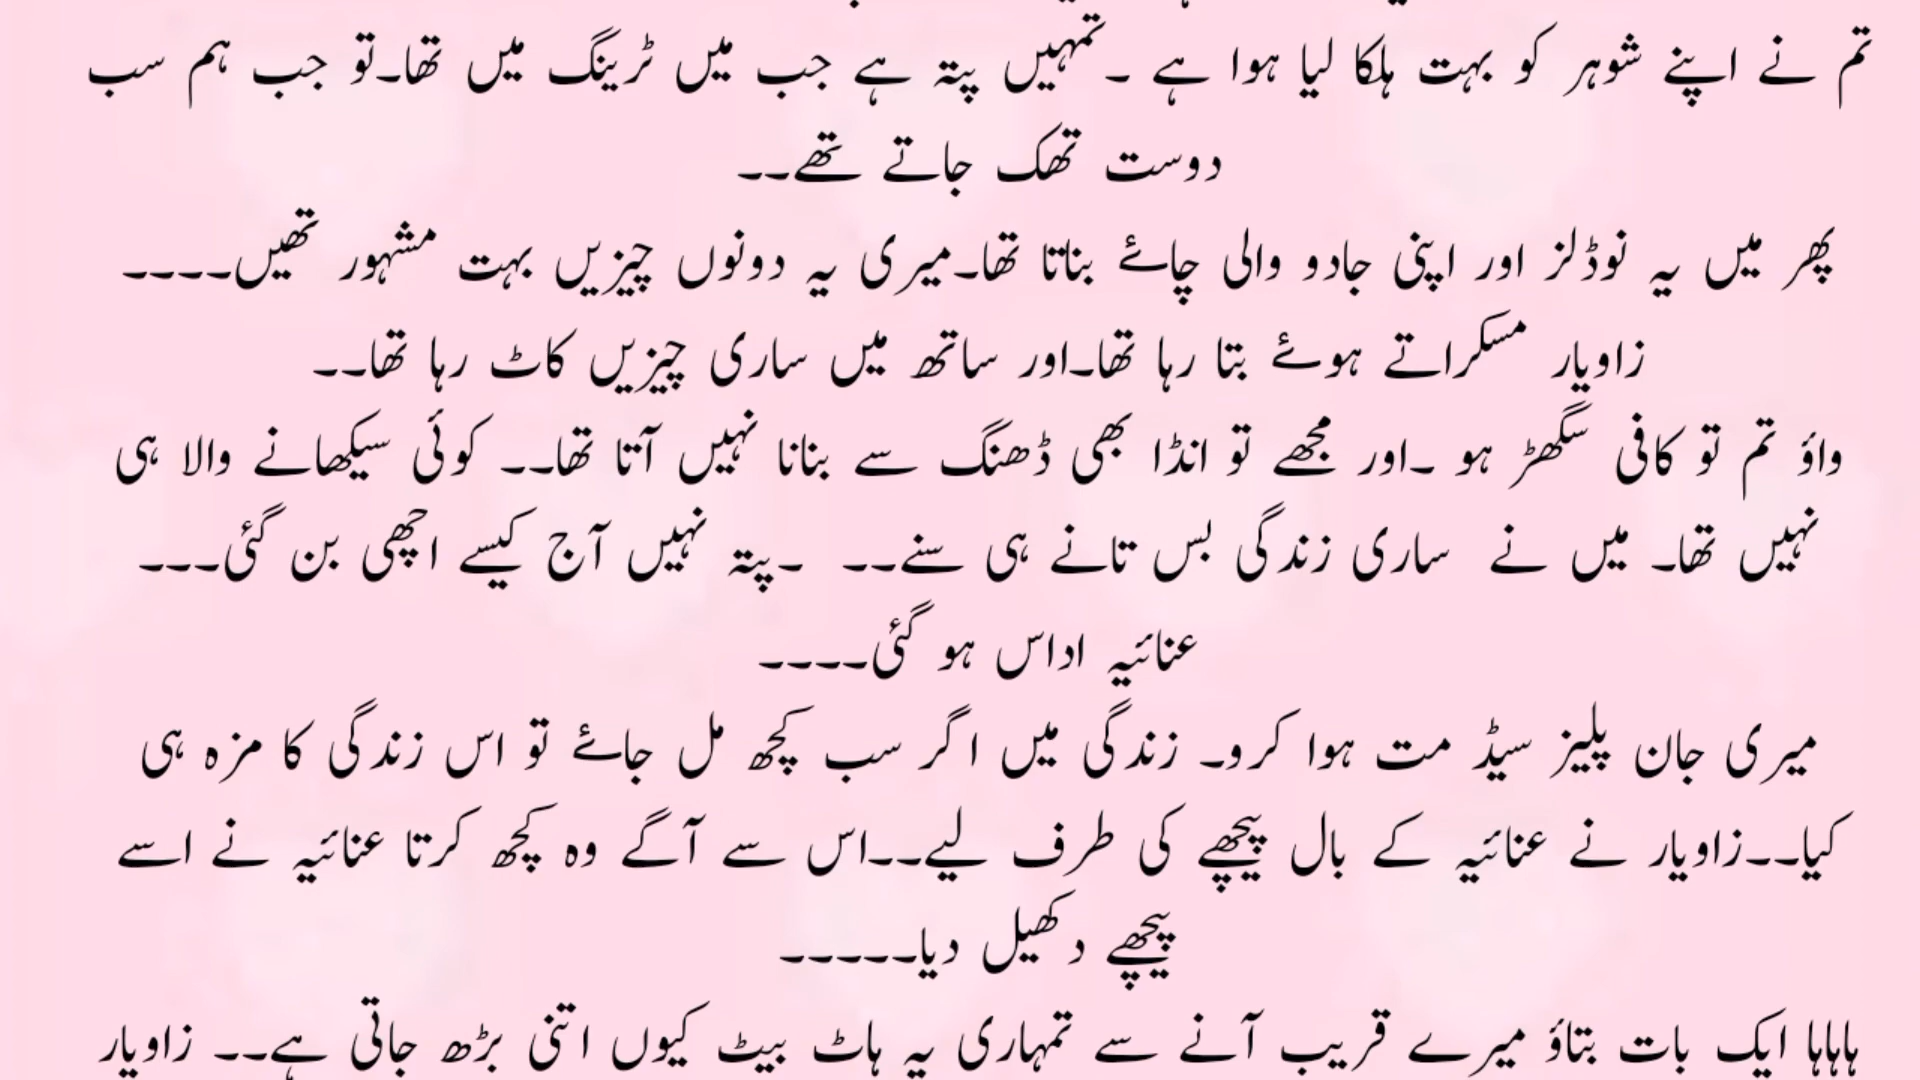 تم نے اپنے شوہر کو بہت ہلکا لیا ہوا ہے ۔تمہیں پتہ ہے جب میں ٹرینگ میں تھا۔تو جب ہم سب
دوست تھک جاتے تھے۔۔
پھر میں یہ نوڈلز اور اپنی جادو والی چائے بناتا تھا۔میری یہ دونوں چیزیں بہت مشہور تھیں۔۔۔۔
زاویار مسکراتے ہوئے بتا رہا تھا۔اور ساتھ میں ساری چیزیں کاٹ رہا تھا۔۔
واؤ تم تو کافی سگھڑ ہو ۔اور مجھے تو انڈا بھی ڈھنگ سے بنانا نہیں آتا تھا۔۔ کوئی سیکھانے والا ہی
نہیں تھا۔ میں نے ساری زندگی بس تانے ہی سنے۔۔ ۔پتہ نہیں آج کیسے اچھی بن گئی۔۔۔
عنائیہ اداس ہو گئی۔۔۔۔
میری جان پلیز سیڈ مت ہوا کرو۔ زندگی میں اگر سب کچھ مل جائے تو اس زندگی کا مزہ ہی
کیا۔۔زاویار نے عنائیہ کے بال پیچھے کی طرف لیے۔۔اس سے آگے وہ کچھ کرتا عنائیہ نے اسے
پیچھے دکھیل دیا۔۔۔۔۔
ہاہاہا ایک بات بتاؤ میرے قریب آنے سے تمہاری یہ ہاٹ بیٹ کیوں اتنی بڑھ جاتی ہے۔۔ زاویار